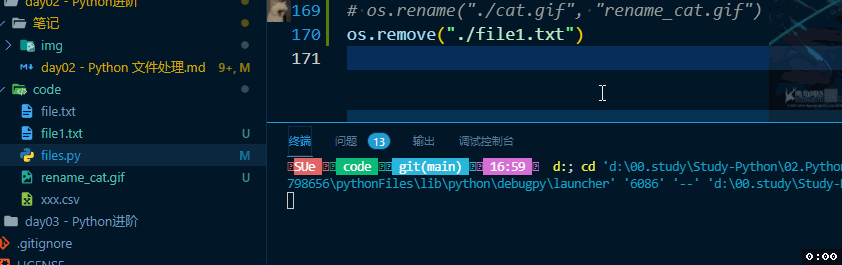 day02 - Python进阶
笔记
img
day02 - Python 文件处理.md 9+, M
code
file.txt
file1.txt U
files.py M
rename_cat.gif U
xxx.csv
day03 - Python进阶
.gitignore
LICENSE
169 # os.rename("./cat.gif", "rename_cat.gif")
170 os.remove("./file1.txt")
171
终端 问题 13 输出 调试控制台
SUe code git(main) 16:59 d:; cd 'd:\00.study\Study-Python\02.Python
798656\pythonFiles\lib\python\debugpy\launcher' '6086' '--' 'd:\00.study\Study-
0:00